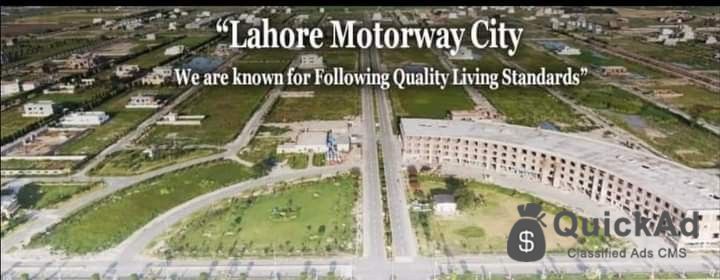 “Lahore Motorway City
We are known for Following Quality Living Standards”
$ QuickAd
Classified Ads CMS